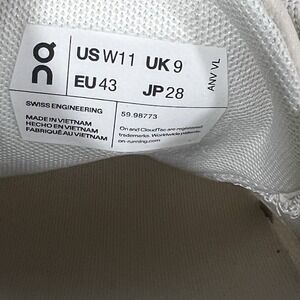 US W11 UK 9
EU 43 JP 28
ANV VL
SWISS ENGINEERING
59.98773
MADE IN VIETNAM
HECHO EN VIETNAM
FABRIQUÉ AU VIETNAM
On and CloudTec are registered
trademarks. Worldwide patented.
on-running.com